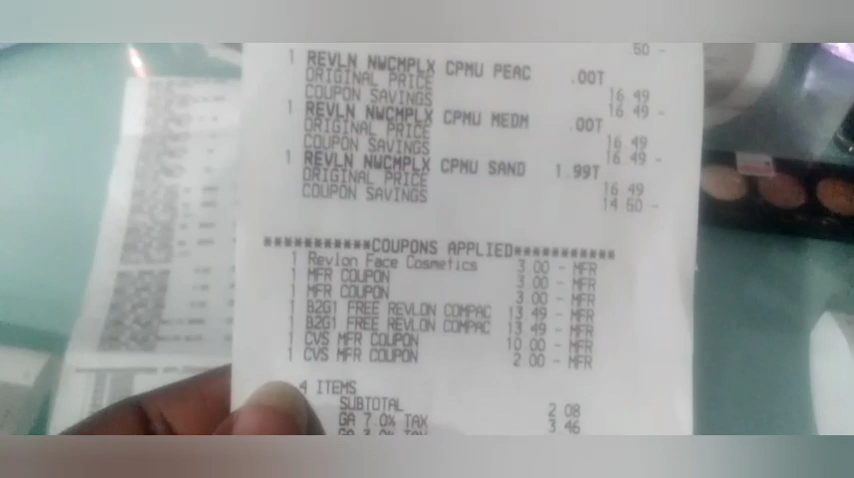 50 -
1 REVLN NWCMPLX CPMU PEAC .00T
ORIGINAL PRICE 16 49
COUPON SAVINGS 16 49 -
1 REVLN NWCMPLX CPMU MEDM .00T
ORIGINAL PRICE 16 49
COUPON SAVINGS 16 49 -
1 REVLN NWCMPLX CPMU SAND 1.99T
ORIGINAL PRICE 16 49
COUPON SAVINGS 14 50 -
***********COUPONS APPLIED***********
1 Revlon Face Cosmetics 3 00 - MFR
1 MFR COUPON 3 00 - MFR
1 MFR COUPON 3 00 - MFR
1 B2G1 FREE REVLON COMPAC 13 49 - MFR
1 B2G1 FREE REVLON COMPAC 13 49 - MFR
1 CVS MFR COUPON 10 00 - MFR
1 CVS MFR COUPON 2 00 - MFR
4 ITEMS
SUBTOTAL 2 08
GA 7.0% TAX 3 46